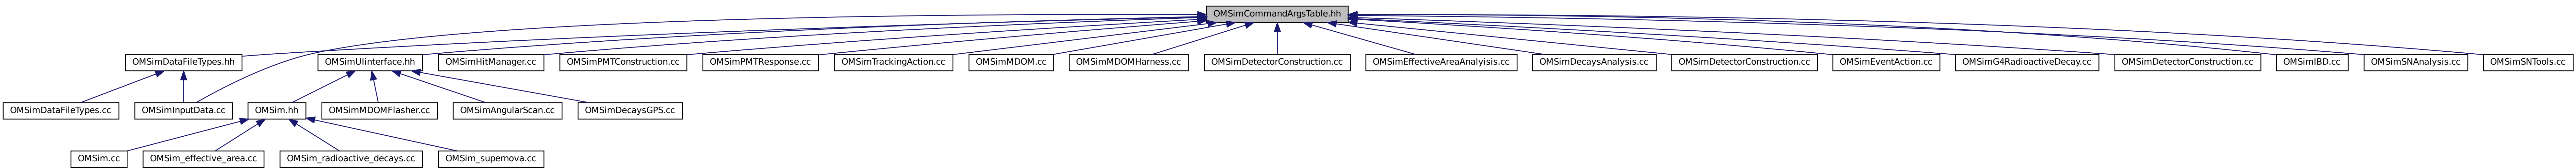 OMSimCommandArgsTable.hh
OMSimDataFileTypes.hh
OMSimUIinterface.hh
OMSimHitManager.cc
OMSimPMTConstruction.cc
OMSimPMTResponse.cc
OMSimTrackingAction.cc
OMSimMDOM.cc
OMSimMDOMHarness.cc
OMSimDetectorConstruction.cc
OMSimEffectiveAreaAnalyisis.cc
OMSimDecaysAnalysis.cc
OMSimDetectorConstruction.cc
OMSimEventAction.cc
OMSimG4RadioactiveDecay.cc
OMSimDetectorConstruction.cc
OMSimIBD.cc
OMSimSNAnalysis.cc
OMSimSNTools.cc
OMSimDataFileTypes.cc
OMSimInputData.cc
OMSim.hh
OMSimMDOMFlasher.cc
OMSimAngularScan.cc
OMSimDecaysGPS.cc
OMSim.cc
OMSim_effective_area.cc
OMSim_radioactive_decays.cc
OMSim_supernova.cc